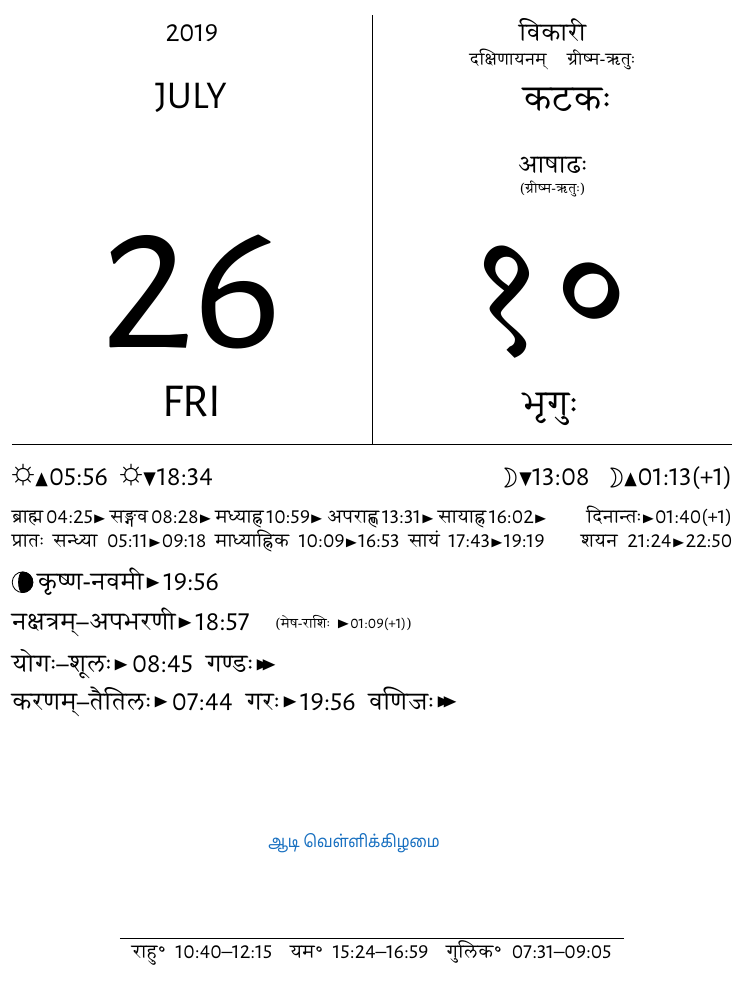 2019
JULY
26
FRI
विकारी
दक्षिणायनम् ग्रीष्म-ऋतुः
कटकः
आषाढः
(ग्रीष्म-ऋतुः)
१०
भृगुः
☼▲05:56 ☼▼18:34 ☽▼13:08 ☽▲01:13(+1)
ब्राह्म 04:25► सङ्गव 08:28► मध्याह्न 10:59► अपराह्ण 13:31► सायाह्न 16:02► दिनान्तः►01:40(+1)
प्रातः सन्ध्या 05:11►09:18 माध्याह्निक 10:09►16:53 सायं 17:43►19:19 शयन 21:24►22:50
कृष्ण-नवमी►19:56
नक्षत्रम्–अपभरणी►18:57 (मेष-राशिः ►01:09(+1))
योगः–शूलः► 08:45 गण्डः►►
करणम्–तैतिलः►07:44 गरः►19:56 वणिजः►►
ஆடி வெள்ளிக்கிழமை
राहु° 10:40–12:15 यम° 15:24–16:59 गुलिक° 07:31–09:05